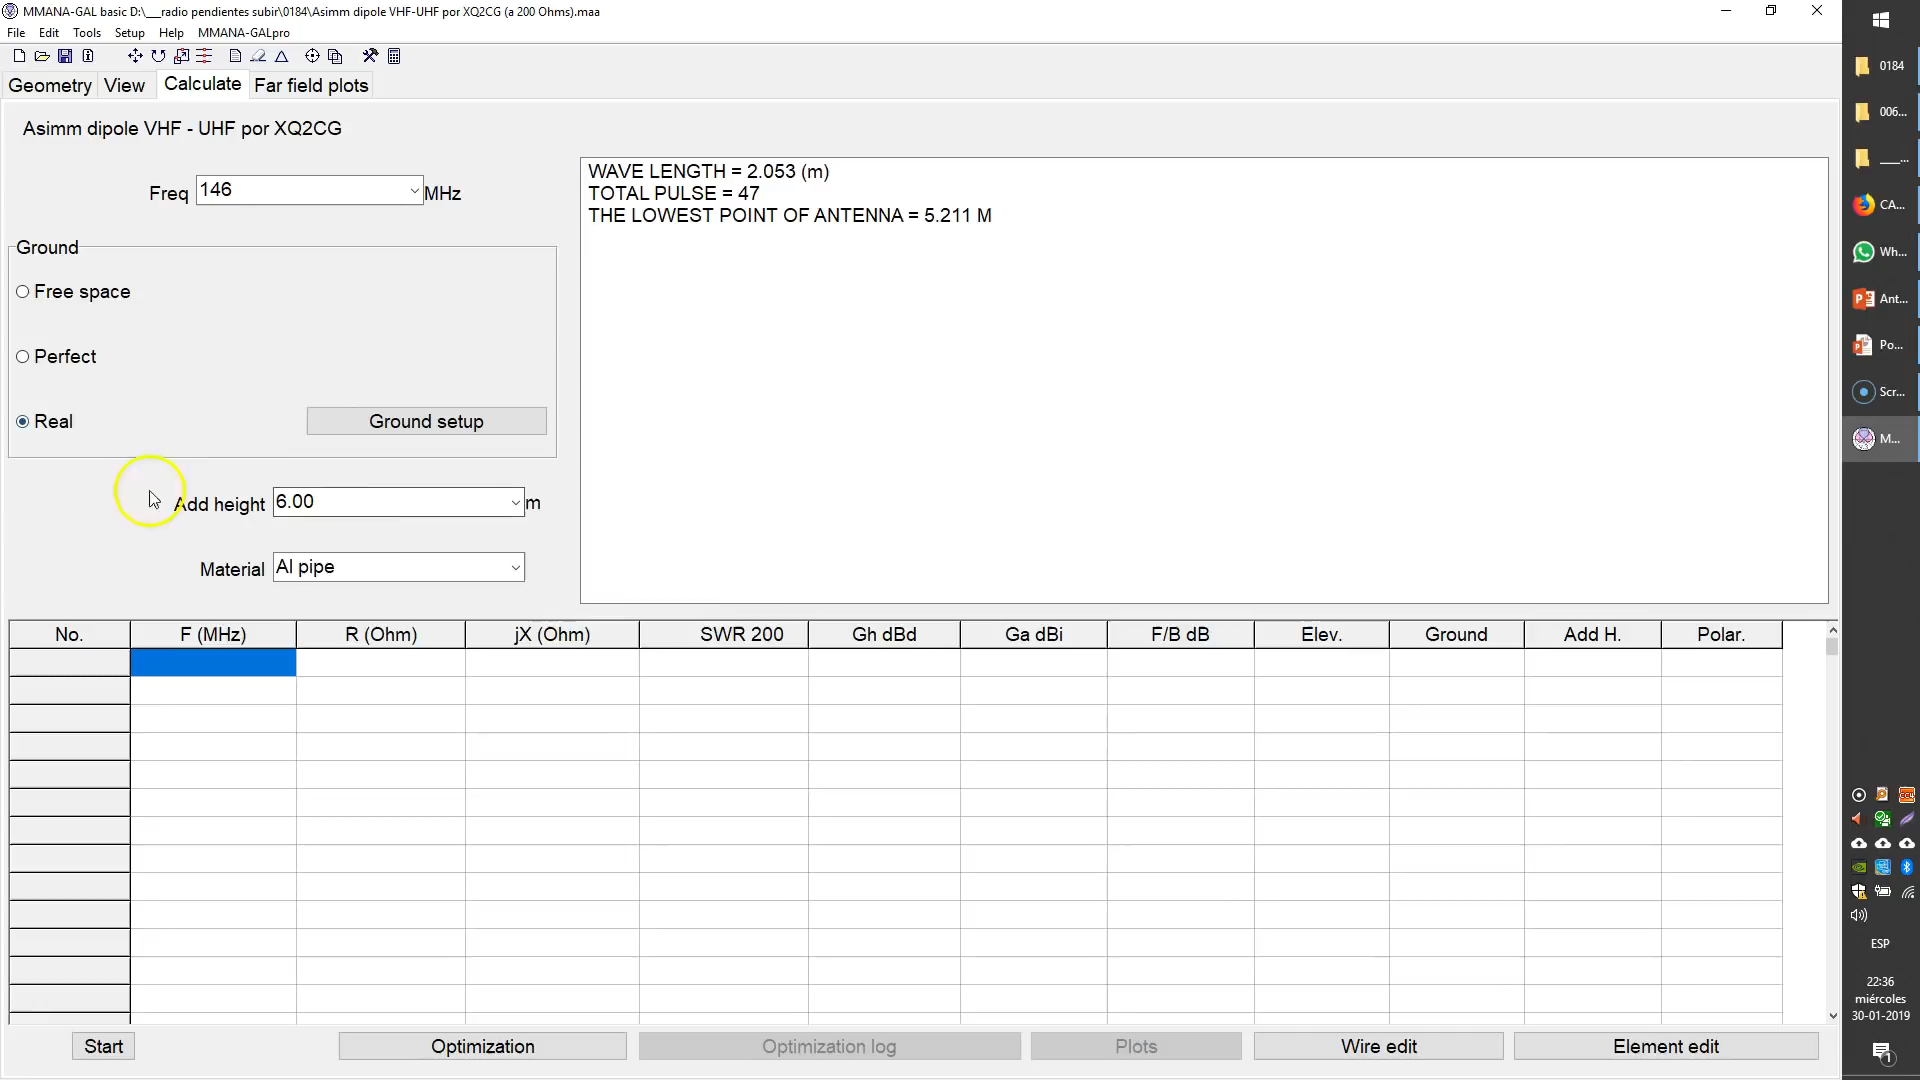 MMANA-GAL basic D:\__radio pendientes subir\0184\Asimm dipole VHF-UHF por XQ2CG (a 200 Ohms).maa
File Edit Tools Setup Help MMANA-GALpro
Geometry View Calculate Far field plots
Asimm dipole VHF - UHF por XQ2CG
Freq 146 MHz
Ground
Free space
Perfect
Real Ground setup
Add height 6.00 m
Material Al pipe
WAVE LENGTH = 2.053 (m)
TOTAL PULSE = 47
THE LOWEST POINT OF ANTENNA = 5.211 M
No. F (MHz) R (Ohm) jX (Ohm) SWR 200 Gh dBd Ga dBi F/B dB Elev. Ground Add H. Polar.
Start Optimization Optimization log Plots Wire edit Element edit
0184
006...
___...
CA...
Wh...
Ant...
Po...
Scr...
M...
ESP
22:36
miércoles
30-01-2019
1